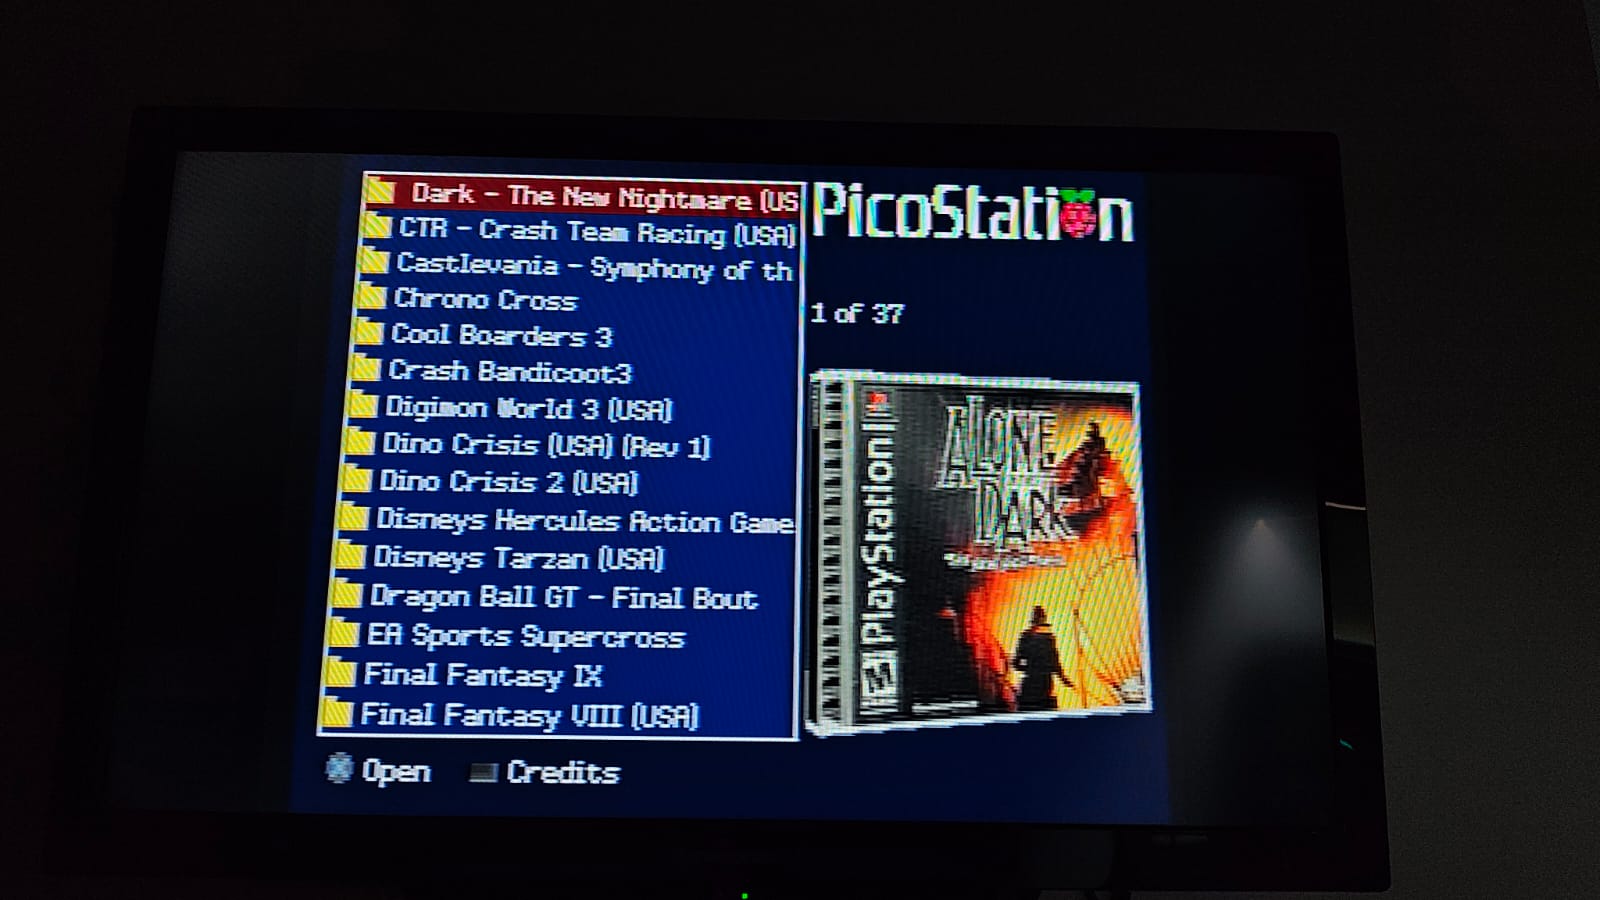 Dark - The New Nightmare (US
CTR - Crash Team Racing (USA)
Castlevania - Symphony of th
Chrono Cross
Cool Boarders 3
Crash Bandicoot3
Digimon World 3 (USA)
Dino Crisis (USA) (Rev 1)
Dino Crisis 2 (USA)
Disneys Hercules Action Game
Disneys Tarzan (USA)
Dragon Ball GT - Final Bout
EA Sports Supercross
Final Fantasy IX
Final Fantasy VIII (USA)
Open
Credits
PicoStation
1 of 37
PlayStation
ALONE
DARK